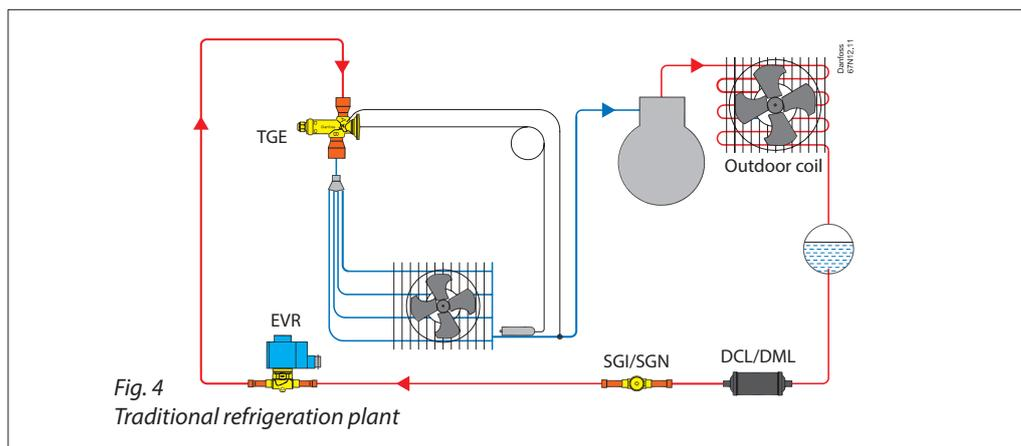 Danfoss
67N12,11
TGE
Outdoor coil
EVR
SGI/SGN
DCL/DML
Fig. 4
Traditional refrigeration plant